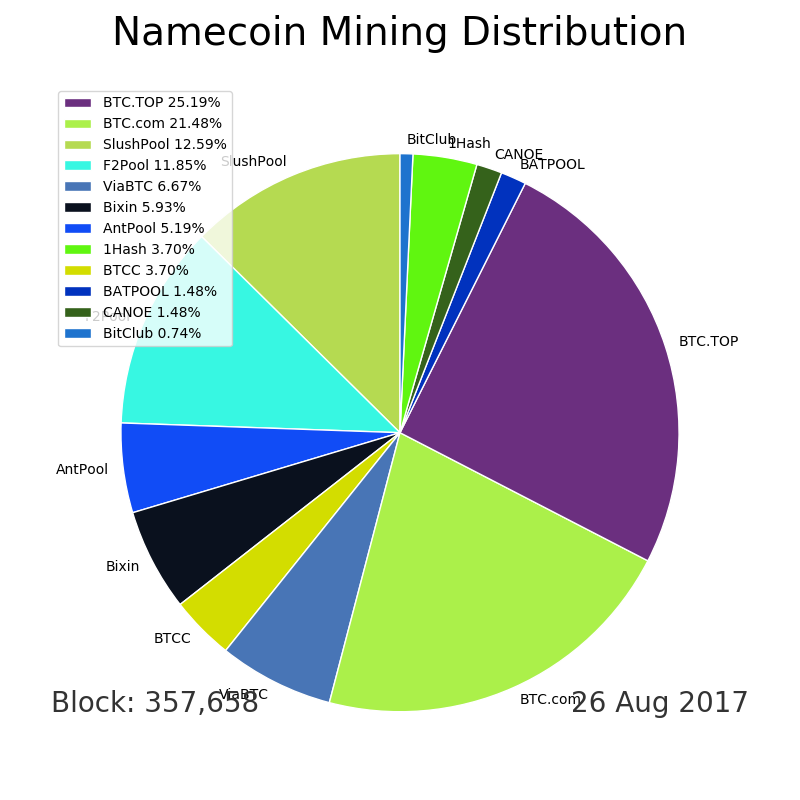 Namecoin Mining Distribution
BTC.TOP 25.19%
BTC.com 21.48%
SlushPool 12.59%
F2Pool 11.85%
ViaBTC 6.67%
Bixin 5.93%
AntPool 5.19%
1Hash 3.70%
BTCC 3.70%
BATPOOL 1.48%
CANOE 1.48%
BitClub 0.74%
BitClub
1Hash
CANOE
BATPOOL
SlushPool
F2Pool
BTC.TOP
AntPool
Bixin
BTCC
ViaBTC
BTC.com
Block: 357,658
26 Aug 2017